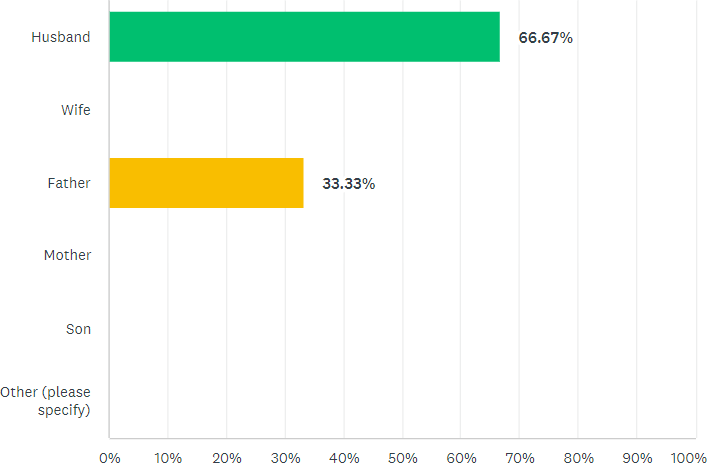 Husband 66.67%
Wife
Father 33.33%
Mother
Son
Other (please
specify)
0% 10% 20% 30% 40% 50% 60% 70% 80% 90% 100%